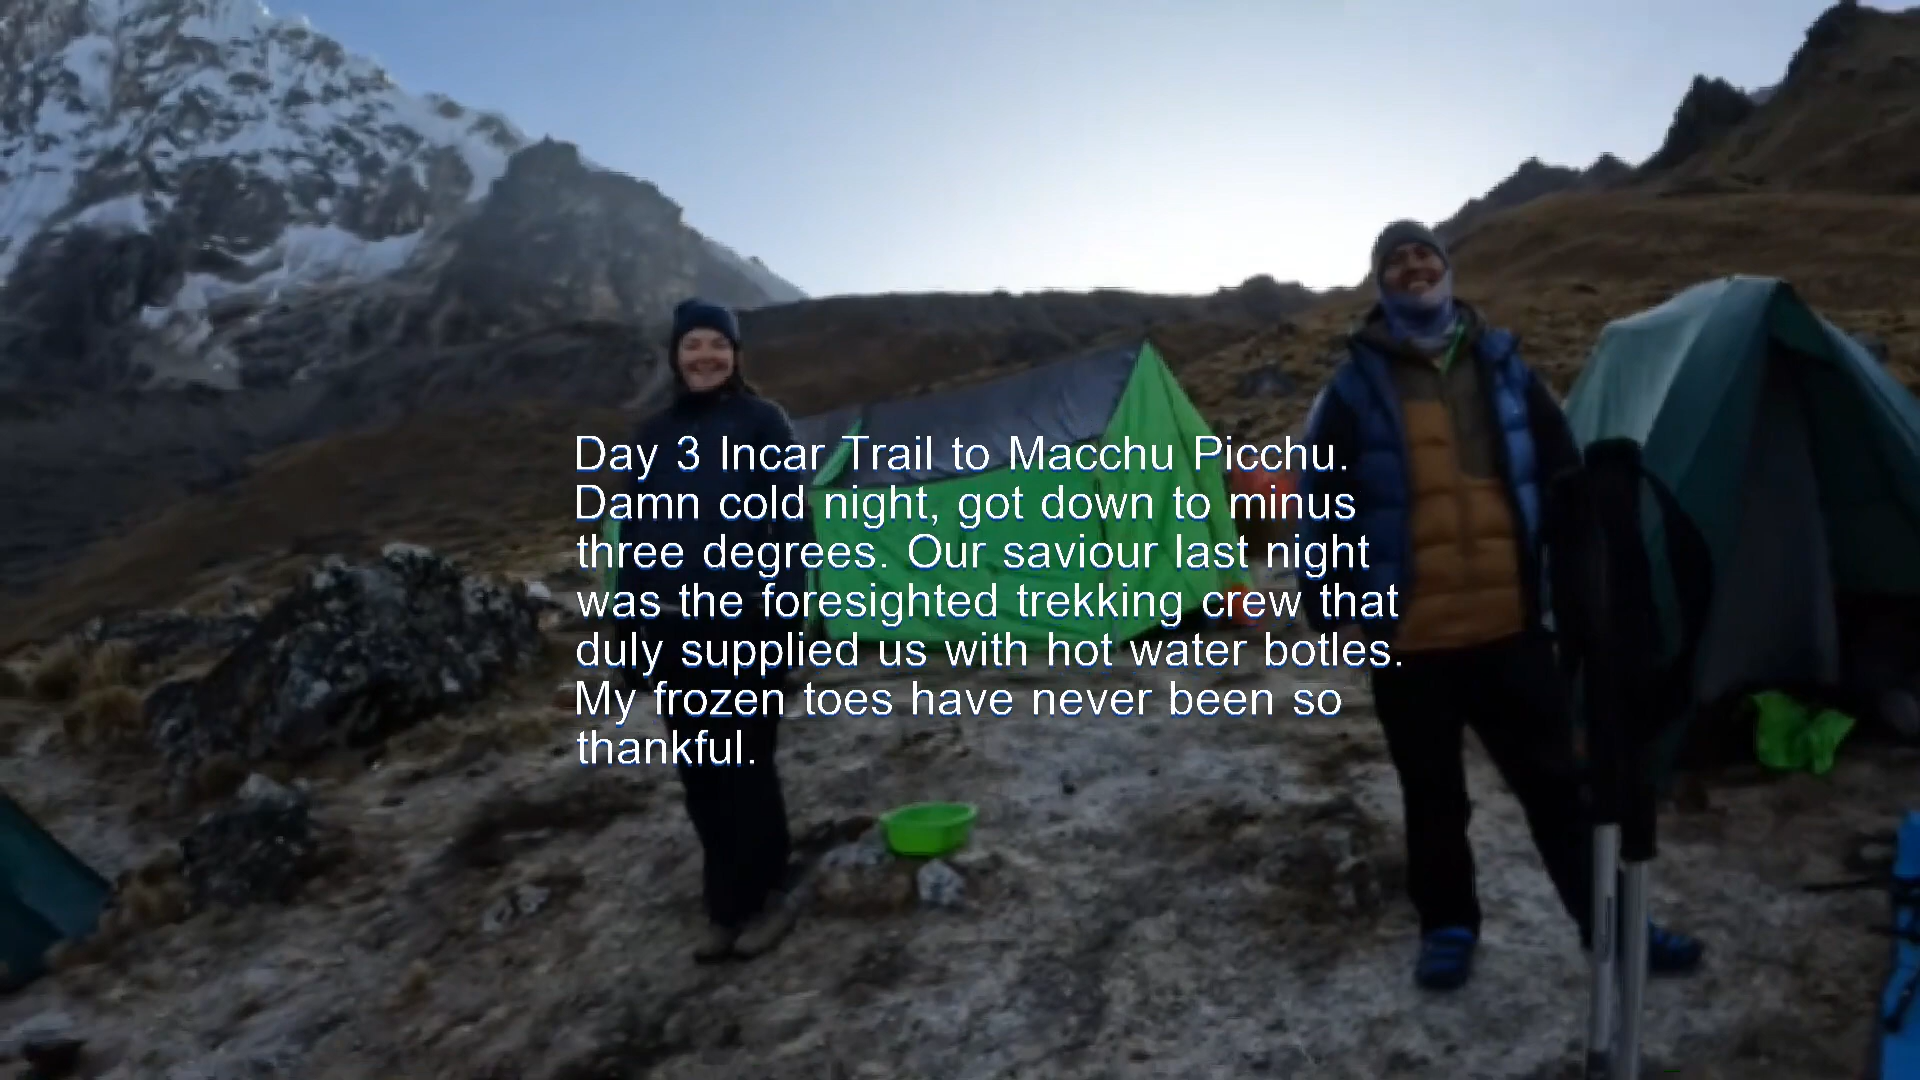 Day 3 Incar Trail to Macchu Picchu.
Damn cold night, got down to minus
three degrees. Our saviour last night
was the foresighted trekking crew that
duly supplied us with hot water botles.
My frozen toes have never been so
thankful.